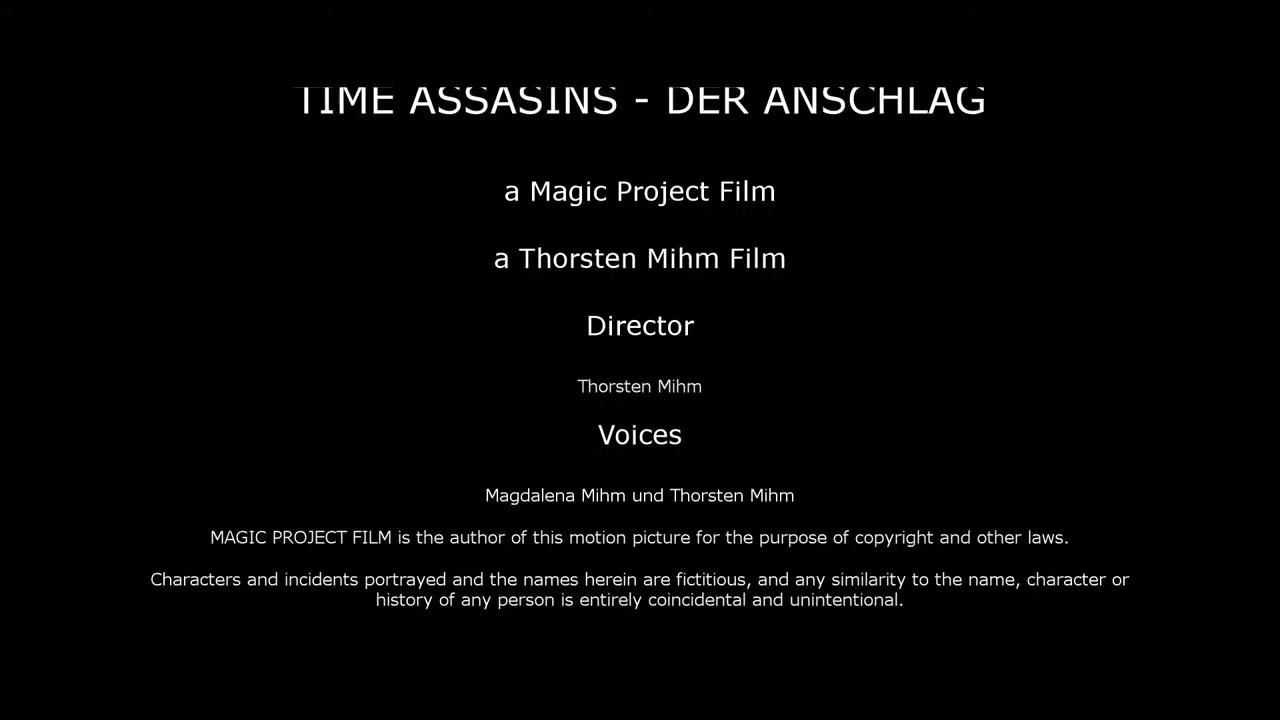 TIME ASSASINS - DER ANSCHLAG
a Magic Project Film
a Thorsten Mihm Film
Director
Thorsten Mihm
Voices
Magdalena Mihm und Thorsten Mihm
MAGIC PROJECT FILM is the author of this motion picture for the purpose of copyright and other laws.
Characters and incidents portrayed and the names herein are fictitious, and any similarity to the name, character or
history of any person is entirely coincidental and unintentional.